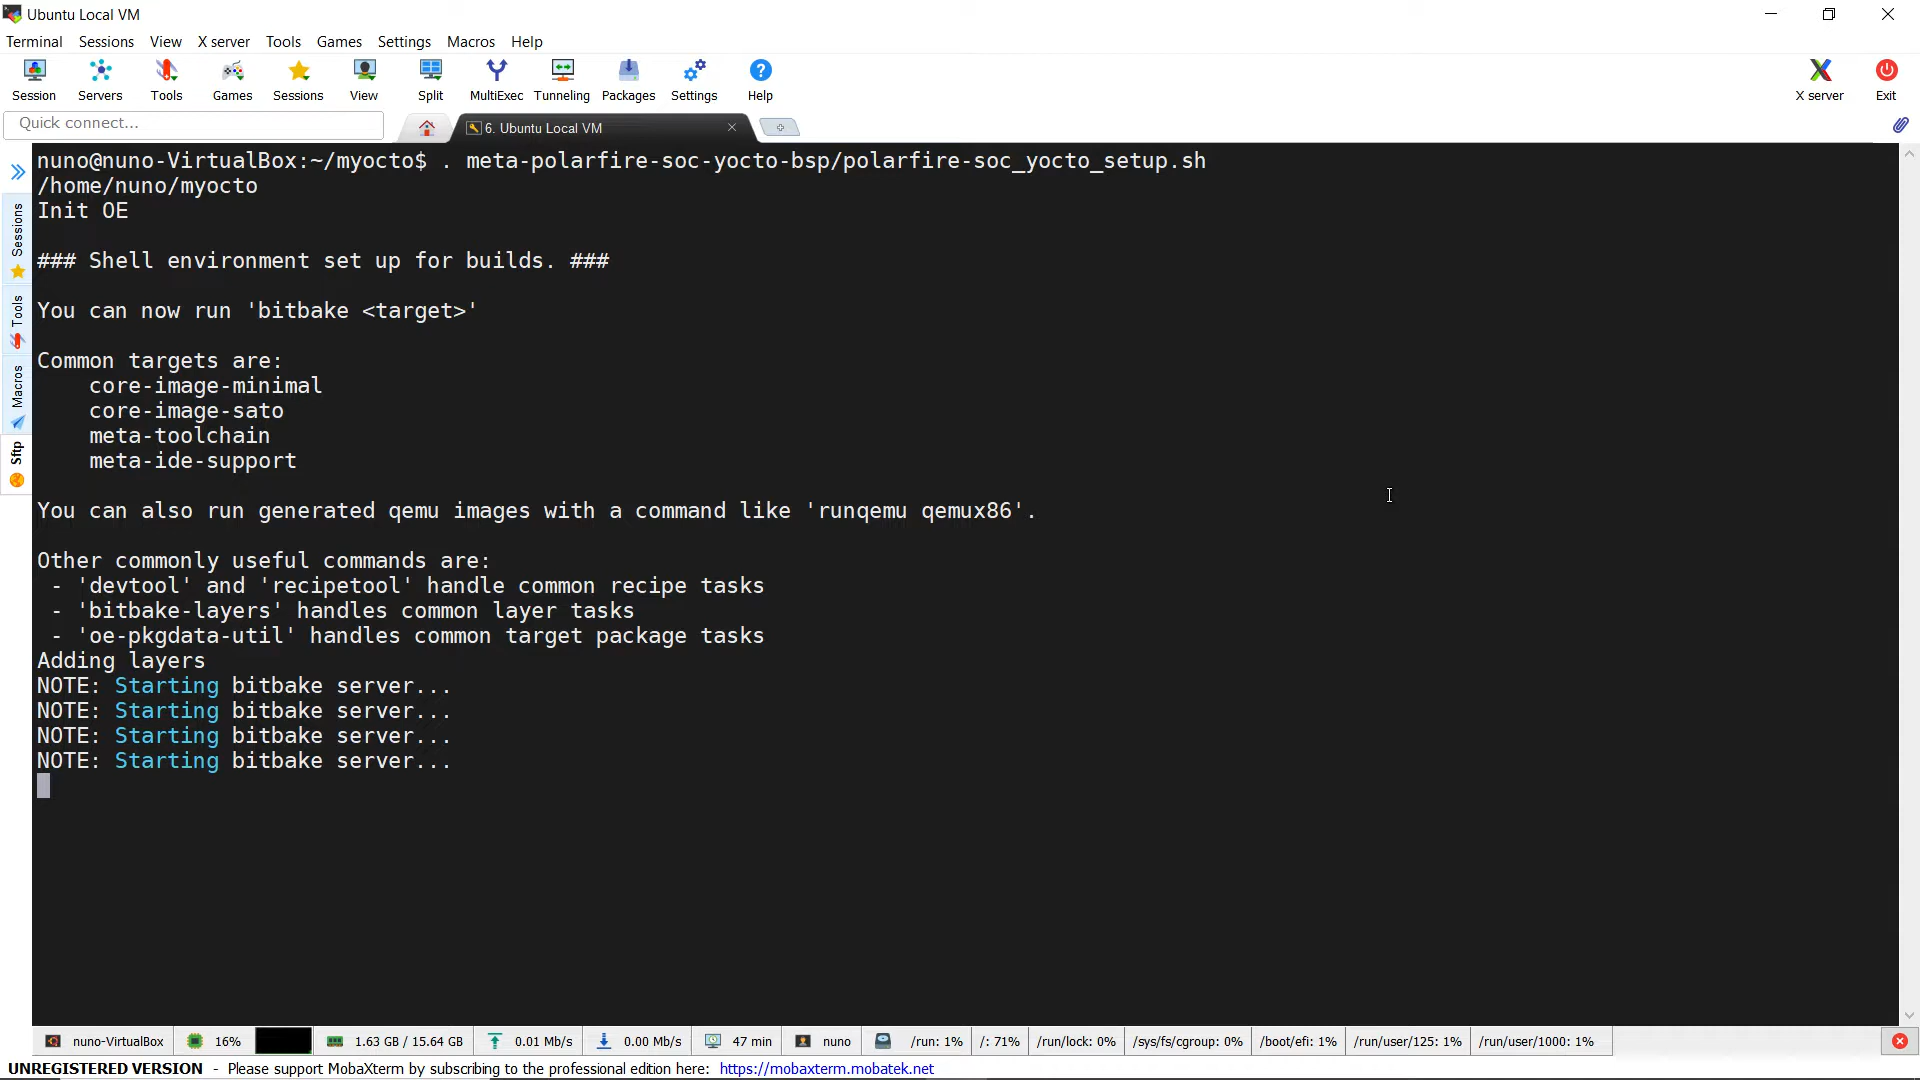 Ubuntu Local VM
Terminal Sessions View X server Tools Games Settings Macros Help
Session Servers Tools Games Sessions View Split MultiExec Tunneling Packages Settings Help X server Exit
Quick connect...
6. Ubuntu Local VM
Sessions
Tools
Macros
Sftp
nuno@nuno-VirtualBox:~/myocto$ . meta-polarfire-soc-yocto-bsp/polarfire-soc_yocto_setup.sh
/home/nuno/myocto
Init OE
### Shell environment set up for builds. ###
You can now run 'bitbake <target>'
Common targets are:
core-image-minimal
core-image-sato
meta-toolchain
meta-ide-support
You can also run generated qemu images with a command like 'runqemu qemux86'.
Other commonly useful commands are:
- 'devtool' and 'recipetool' handle common recipe tasks
- 'bitbake-layers' handles common layer tasks
- 'oe-pkgdata-util' handles common target package tasks
Adding layers
NOTE: Starting bitbake server...
NOTE: Starting bitbake server...
NOTE: Starting bitbake server...
NOTE: Starting bitbake server...
nuno-VirtualBox 16% 1.63 GB / 15.64 GB 0.01 Mb/s 0.00 Mb/s 47 min nuno /run: 1% /: 71% /run/lock: 0% /sys/fs/cgroup: 0% /boot/efi: 1% /run/user/125: 1% /run/user/1000: 1%
UNREGISTERED VERSION - Please support MobaXterm by subscribing to the professional edition here: https://mobaxterm.mobatek.net